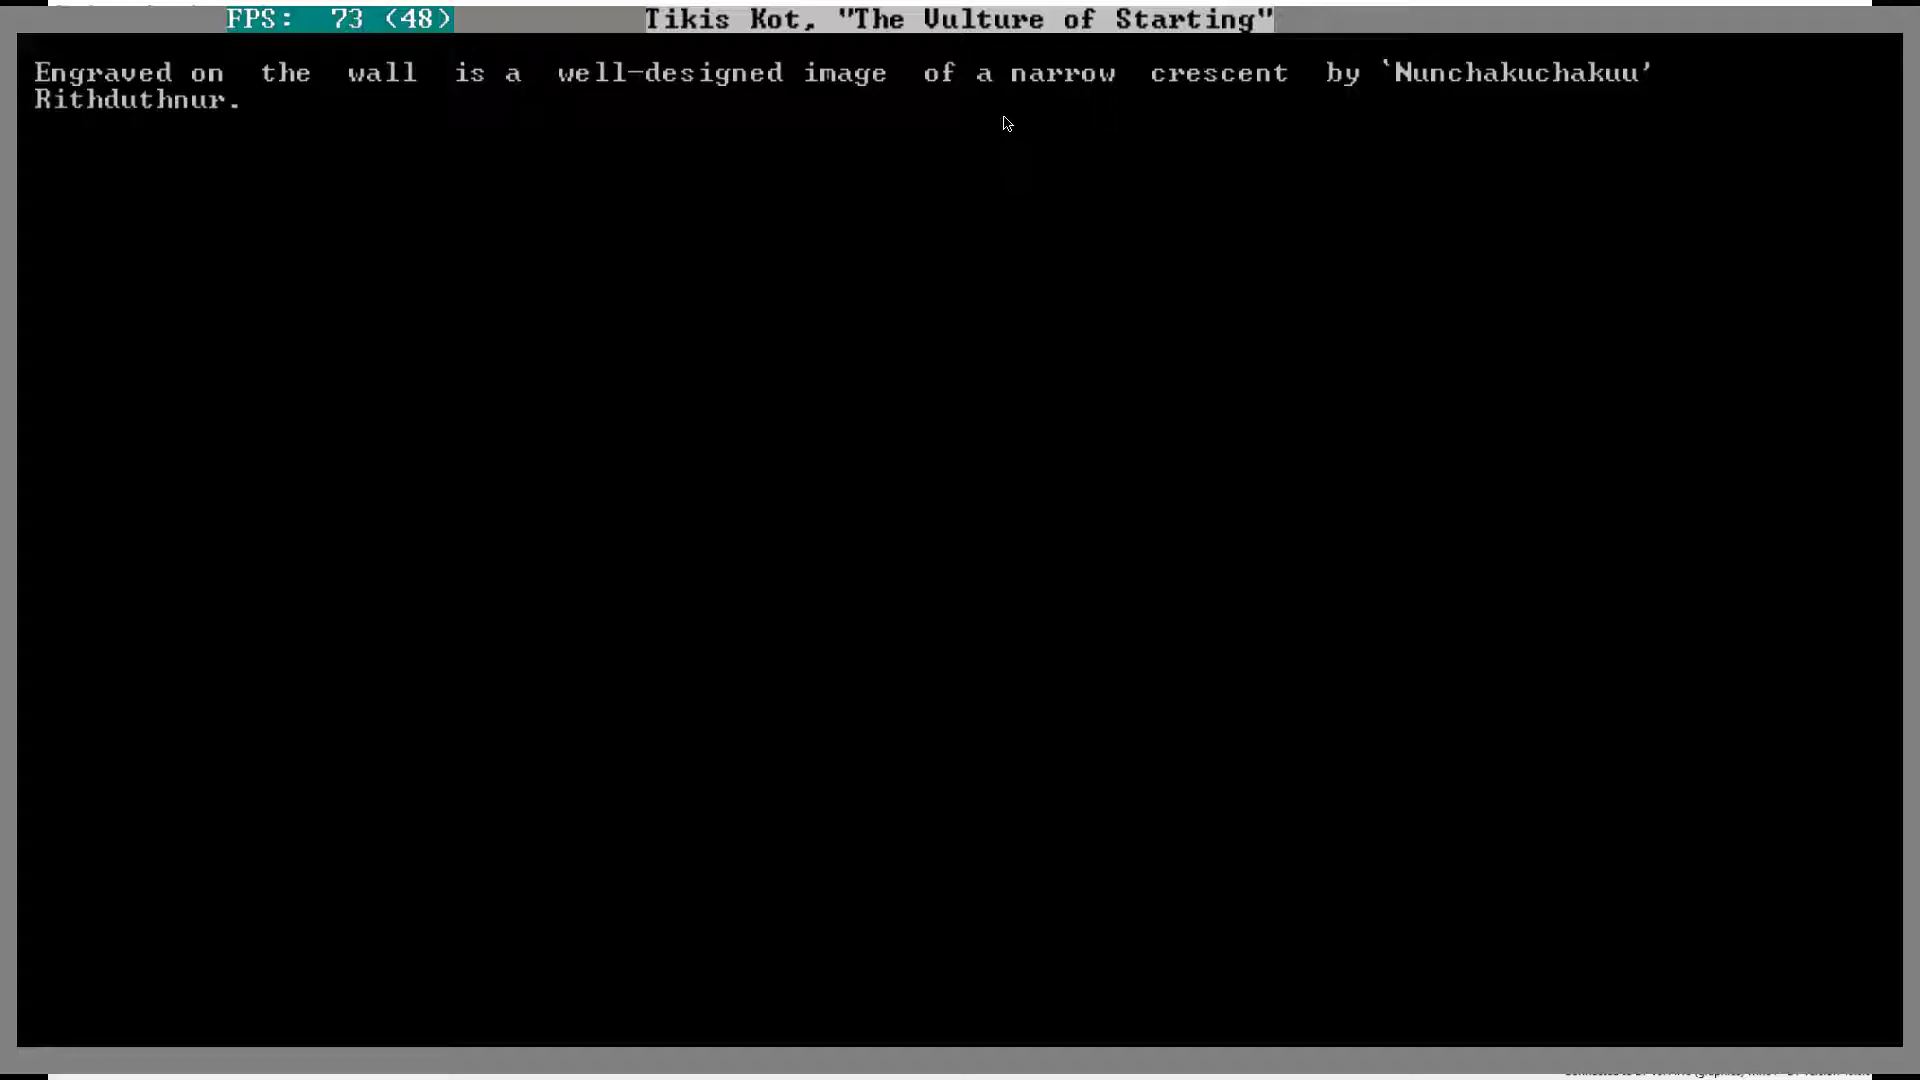 FPS: 73 (48) Tikis Kot, "The Vulture of Starting"
Engraved on the wall is a well-designed image of a narrow crescent by `Nunchakuchakuu'
Rithduthnur.